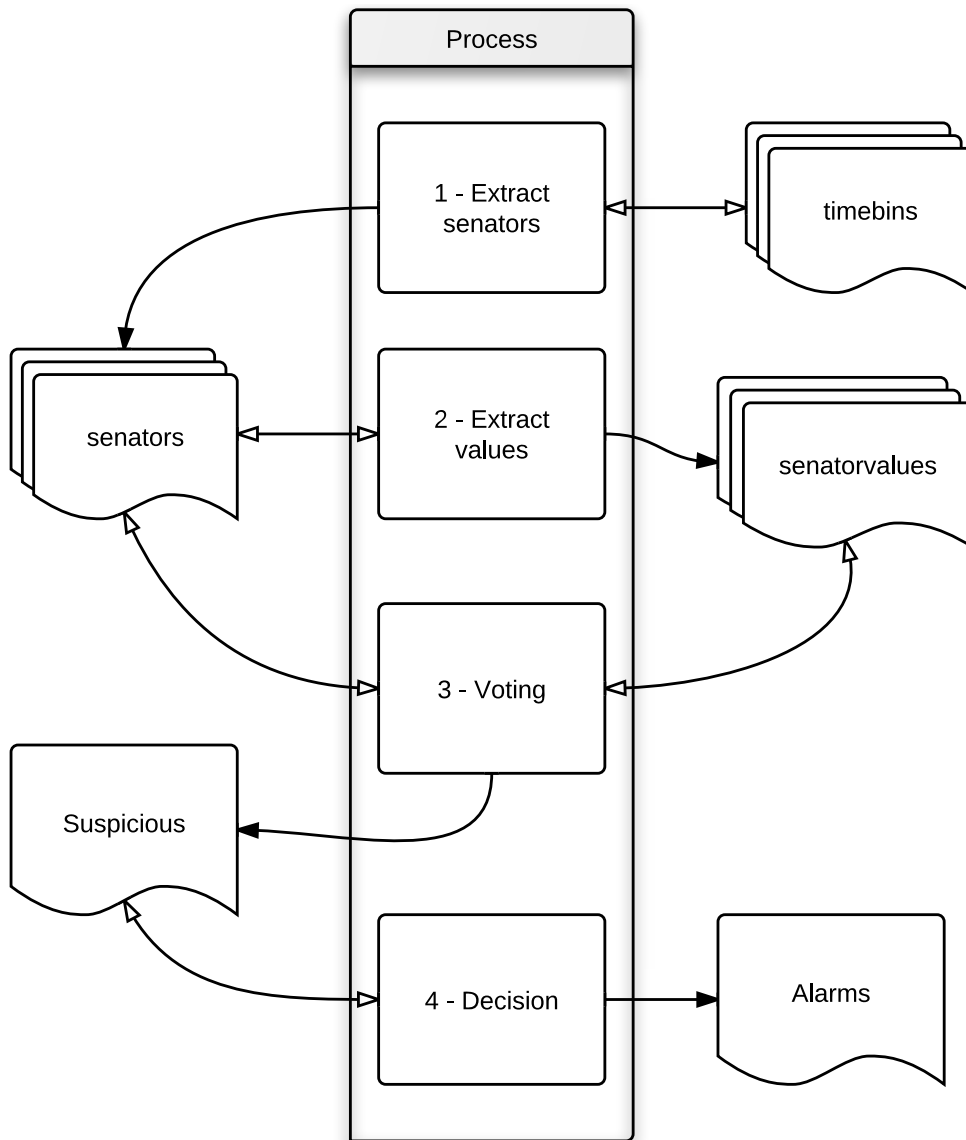 Process
1 - Extract
senators
timebins
senators
2 - Extract
values
senatorvalues
3 - Voting
Suspicious
4 - Decision
Alarms